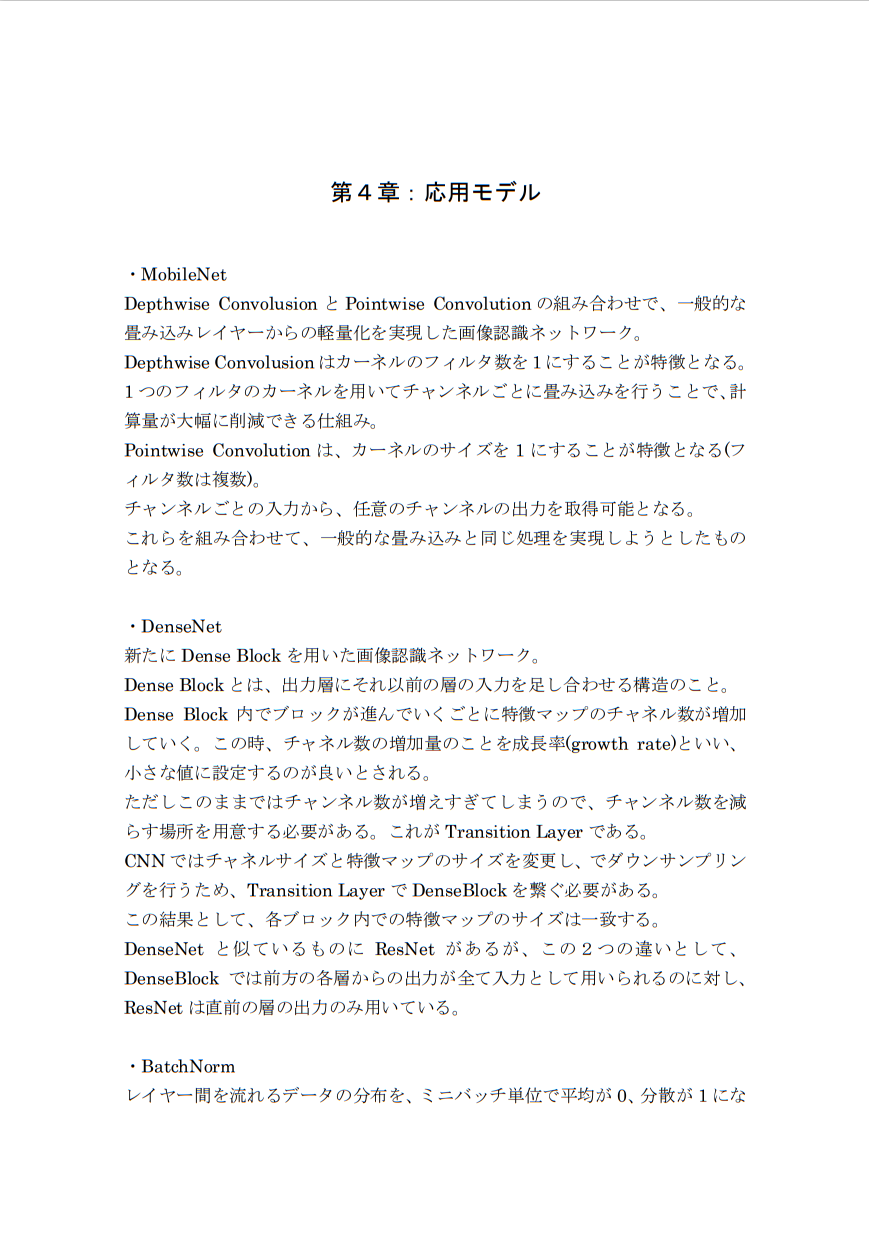 第４章：応用モデル
・MobileNet
Depthwise Convolusion と Pointwise Convolution の組み合わせで、一般的な
畳み込みレイヤーからの軽量化を実現した画像認識ネットワーク。
Depthwise Convolusion はカーネルのフィルタ数を 1 にすることが特徴となる。
1 つのフィルタのカーネルを用いてチャンネルごとに畳み込みを行うことで、計
算量が大幅に削減できる仕組み。
Pointwise Convolution は、カーネルのサイズを 1 にすることが特徴となる(フ
ィルタ数は複数)。
チャンネルごとの入力から、任意のチャンネルの出力を取得可能となる。
これらを組み合わせて、一般的な畳み込みと同じ処理を実現しようとしたもの
となる。
・DenseNet
新たに Dense Block を用いた画像認識ネットワーク。
Dense Block とは、出力層にそれ以前の層の入力を足し合わせる構造のこと。
Dense Block 内でブロックが進んでいくごとに特徴マップのチャネル数が増加
していく。この時、チャネル数の増加量のことを成長率(growth rate)といい、
小さな値に設定するのが良いとされる。
ただしこのままではチャンネル数が増えすぎてしまうので、チャンネル数を減
らす場所を用意する必要がある。これが Transition Layer である。
CNN ではチャネルサイズと特徴マップのサイズを変更し、でダウンサンプリン
グを行うため、Transition Layer で DenseBlock を繋ぐ必要がある。
この結果として、各ブロック内での特徴マップのサイズは一致する。
DenseNet と似ているものに ResNet があるが、この 2 つの違いとして、
DenseBlock では前方の各層からの出力が全て入力として用いられるのに対し、
ResNet は直前の層の出力のみ用いている。
・BatchNorm
レイヤー間を流れるデータの分布を、ミニバッチ単位で平均が 0、分散が 1 にな